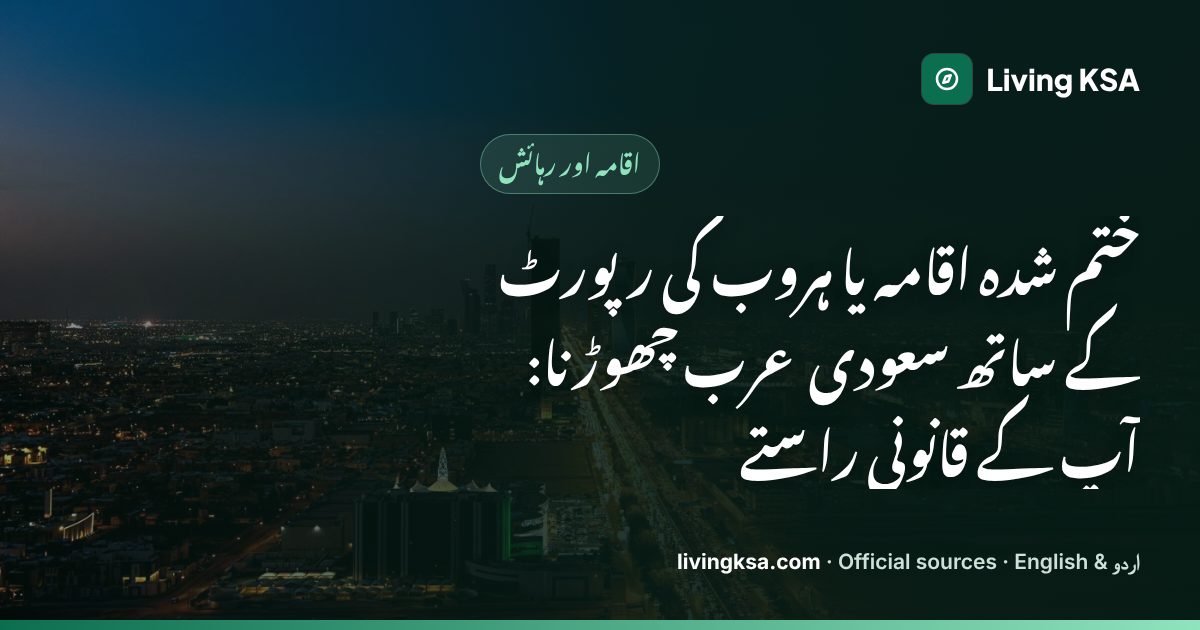 Living KSA
اقامہ اور رہائش
ختم شدہ اقامہ یا ہروب کی رپورٹ
کے ساتھ سعودی عرب چھوڑنا:
آپ کے قانونی راستے
livingksa.com · Official sources · English & اردو